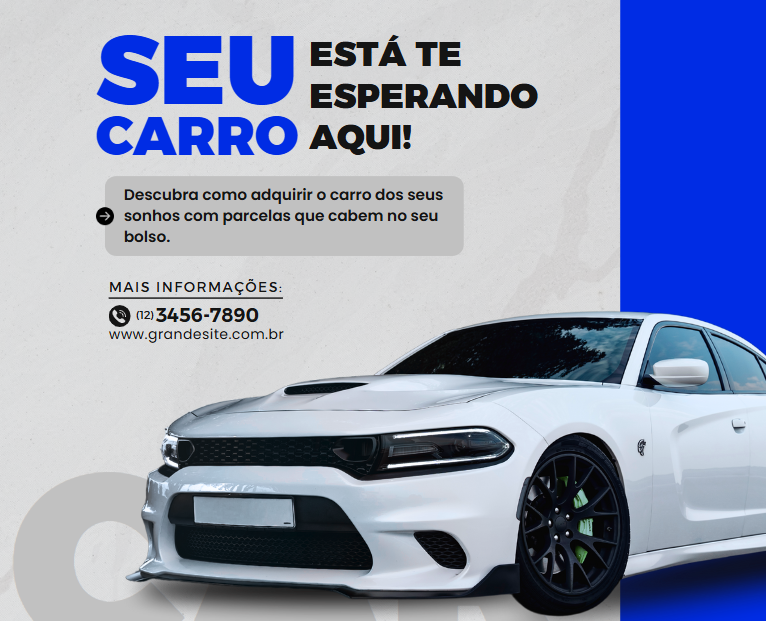 SEU
CARRO
ESTÁ TE
ESPERANDO
AQUI!
Descubra como adquirir o carro dos seus
sonhos com parcelas que cabem no seu
bolso.
MAIS INFORMAÇÕES:
(12) 3456-7890
www.grandesite.com.br